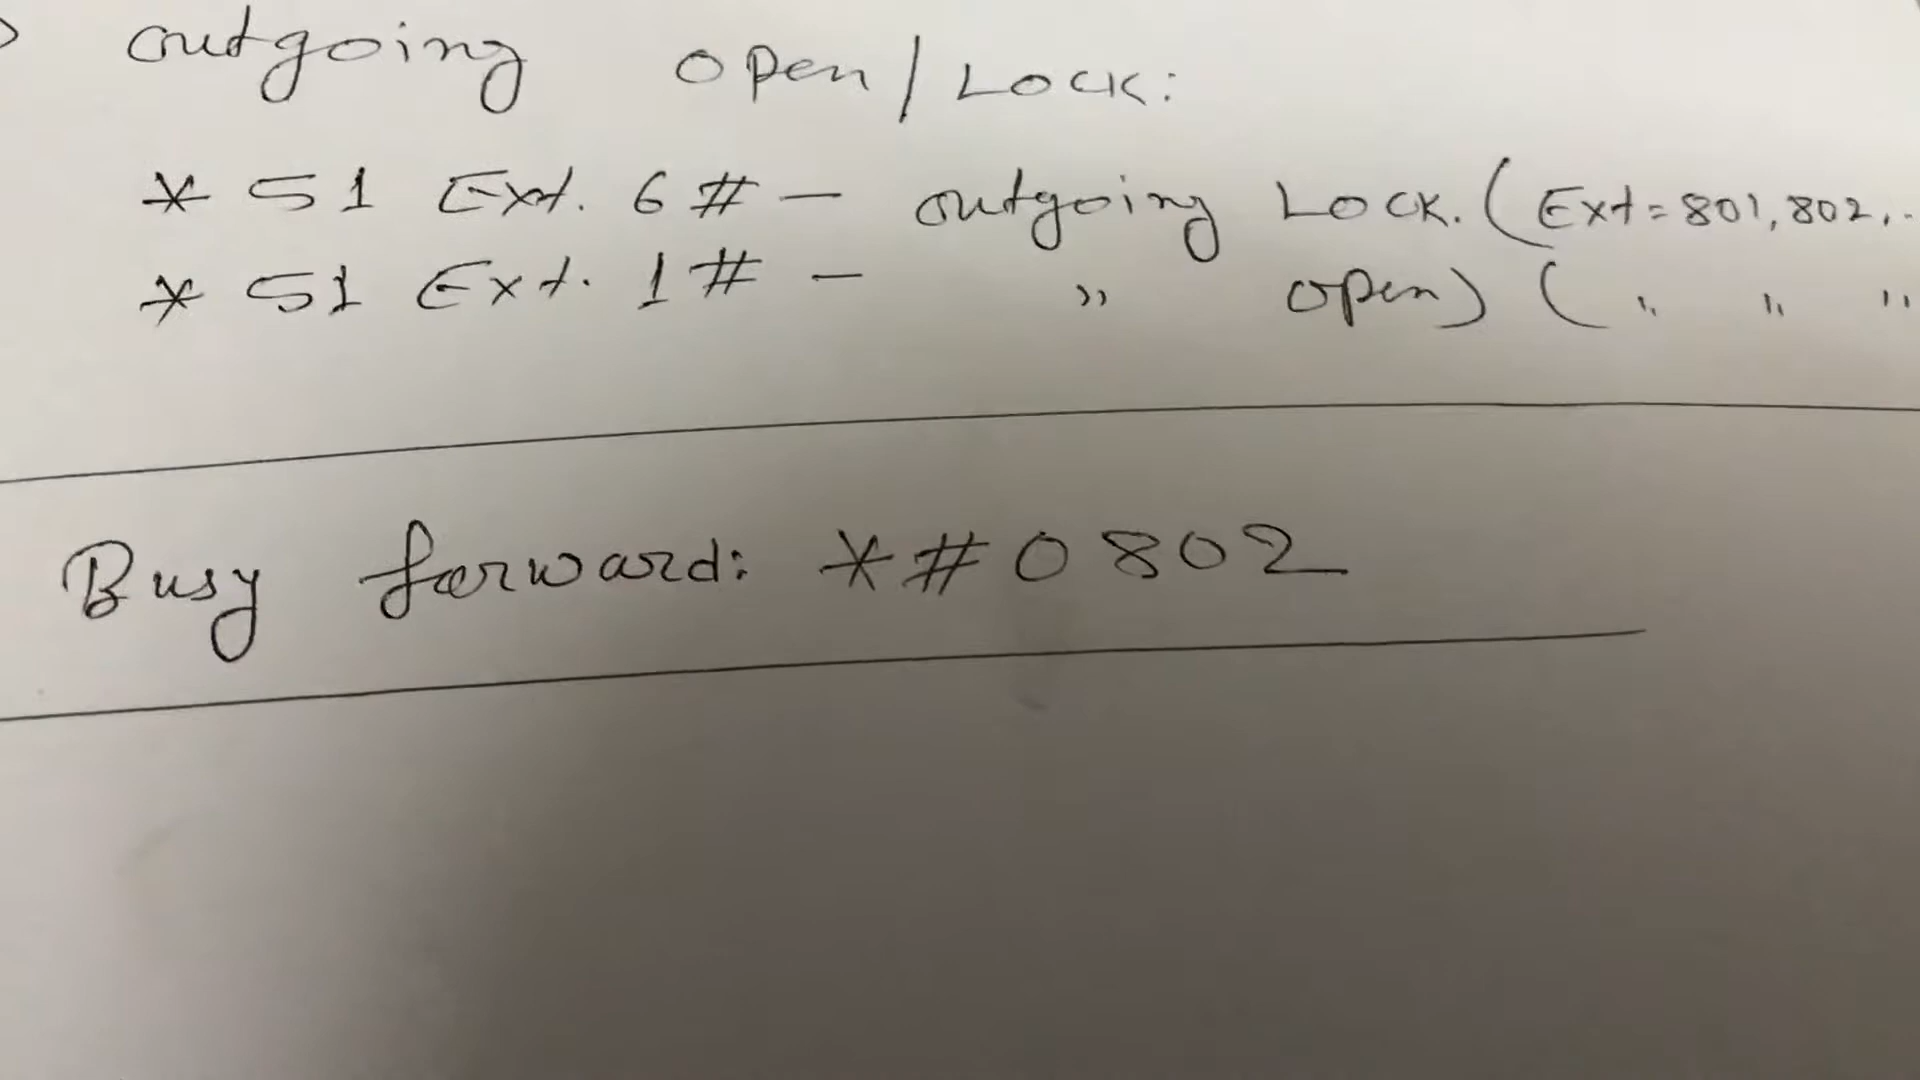 outgoing open/Lock:
* 51 Ext. 6 # - outgoing Lock. (Ext = 801, 802, ..
* 51 Ext. 1 # - " open) ( " " "
Busy forward: *#0802